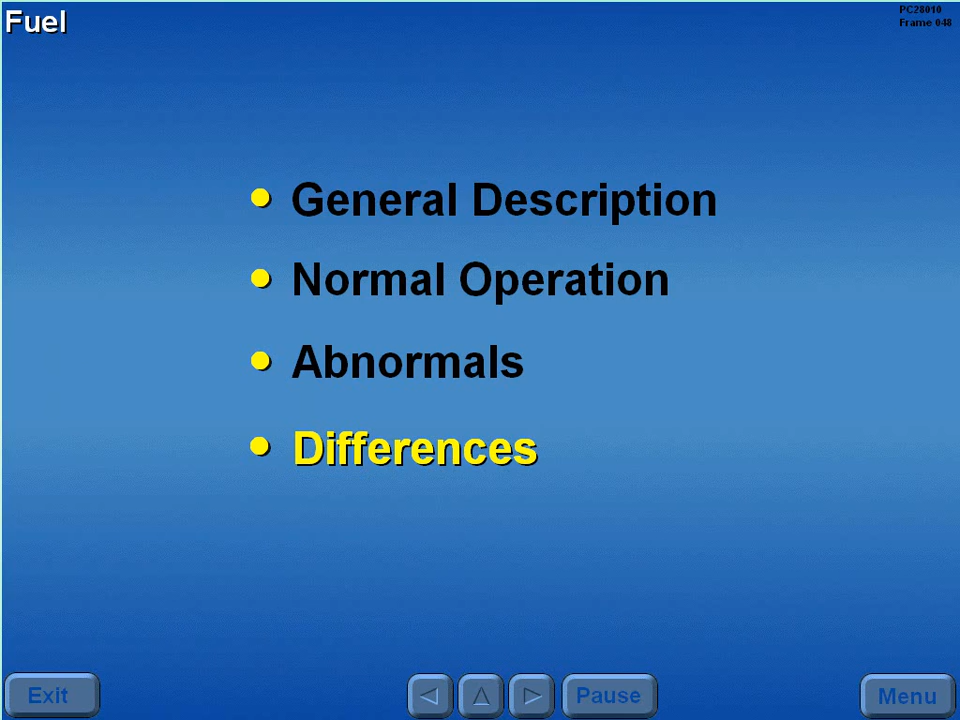 Fuel
PC28010
Frame 048
General Description
Normal Operation
Abnormals
Differences
Exit
Pause
Menu